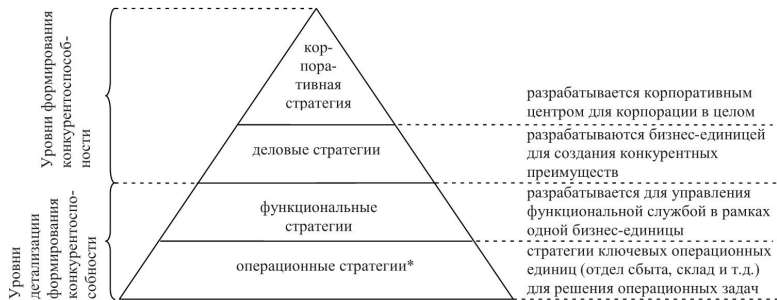 Уровни формирования
конкурентоспособ-
ности
Уровни
детализации
формирования
конкурентоспо-
собности
кор-
пора-
тивная
стратегия
деловые стратегии
функциональные
стратегии
операционные стратегии*
разрабатывается корпоративным
центром для корпорации в целом
разрабатываются бизнес-единицей
для создания конкурентных
преимуществ
разрабатывается для управления
функциональной службой в рамках
одной бизнес-единицы
стратегии ключевых операционных
единиц (отдел сбыта, склад и т.д.)
для решения операционных задач